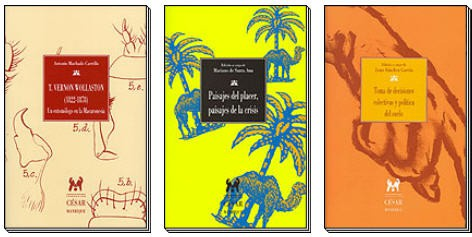 Antonio Machado Carrillo
T. VERNON WOLLASTON
(1822-1878)
Un entomólogo en la Macaronesia
5,e.
5,d.
5,c.
5,b.
CÉSAR
MANRIQUE
Edición a cargo de
Mariano de Santa Ana
Paisajes del placer,
paisajes de la crisis
CÉSAR
MANRIQUE
Edición a cargo de
Toma de decisiones
colectivas y política
del suelo
CÉSAR
MANRIQUE